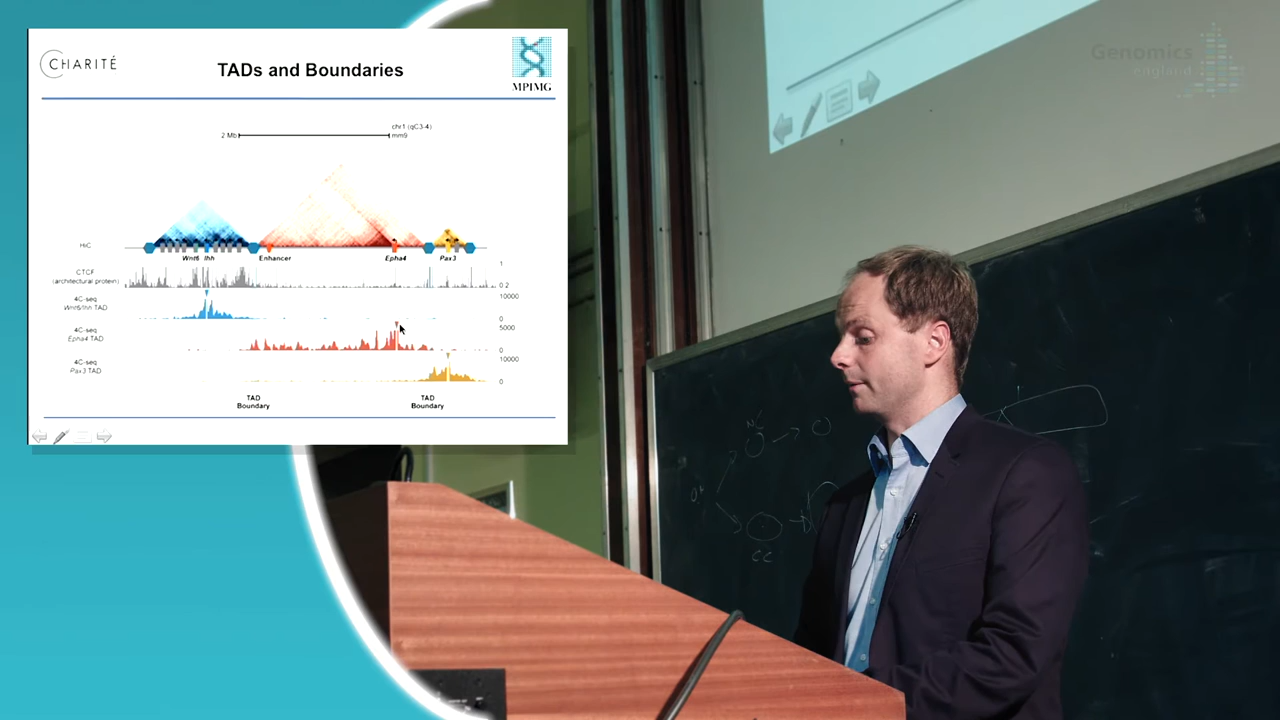 CHARITÉ
TADs and Boundaries
MPIMG
2 Mb
chr1 (qC3-4)
mm9
HiC
Wnt6 Ihh
Enhancer
Epha4
Pax3
CTCF
(architectural protein)
1
0.2
4C-seq
Wnt6/Ihh TAD
10000
0
4C-seq
Epha4 TAD
5000
0
4C-seq
Pax3 TAD
10000
0
TAD
Boundary
TAD
Boundary
Genomics
england
CC